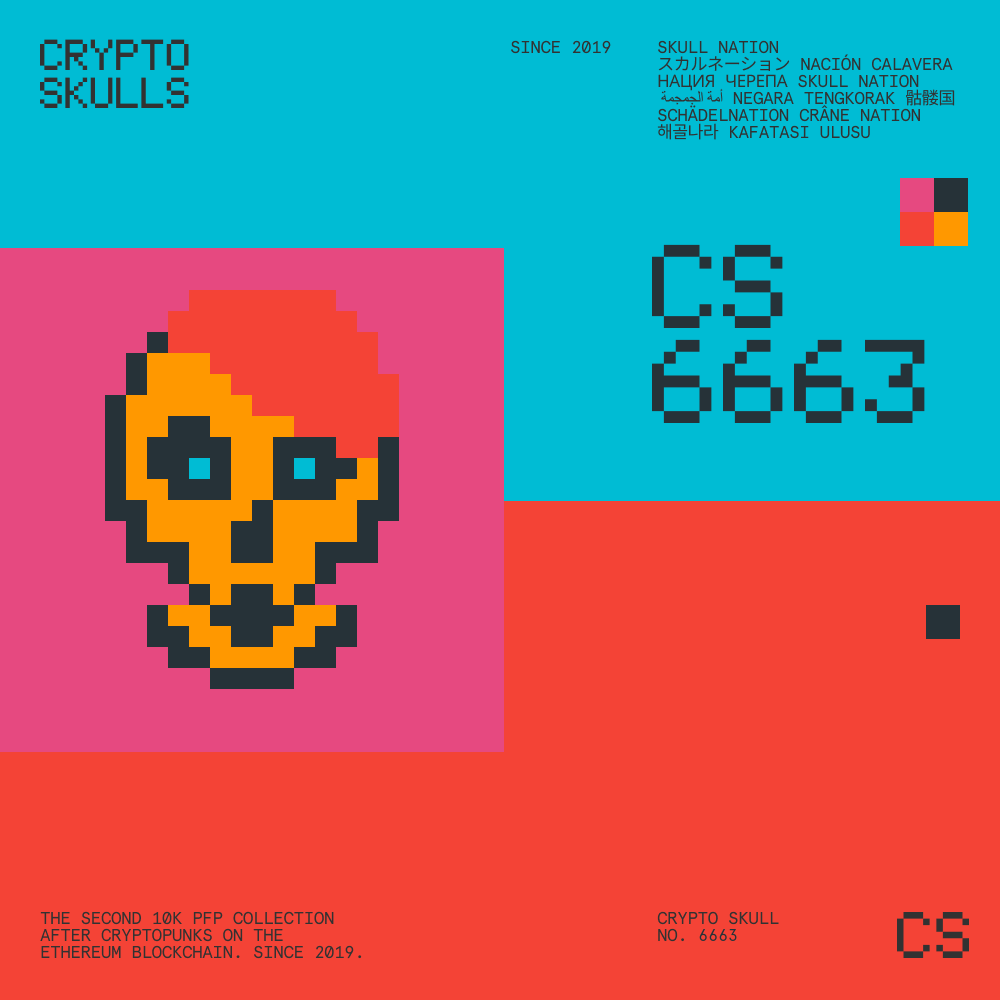 CRYPTO
SKULLS
SINCE 2019
SKULL NATION
スカルネーション NACIÓN CALAVERA
НАЦИЯ ЧЕРЕПА SKULL NATION
أمة الجمجمة NEGARA TENGKORAK 骷髅国
SCHÄDELNATION CRÂNE NATION
해골나라 KAFATASI ULUSU
CS
6663
THE SECOND 10K PFP COLLECTION
AFTER CRYPTOPUNKS ON THE
ETHEREUM BLOCKCHAIN. SINCE 2019.
CRYPTO SKULL
NO. 6663
CS